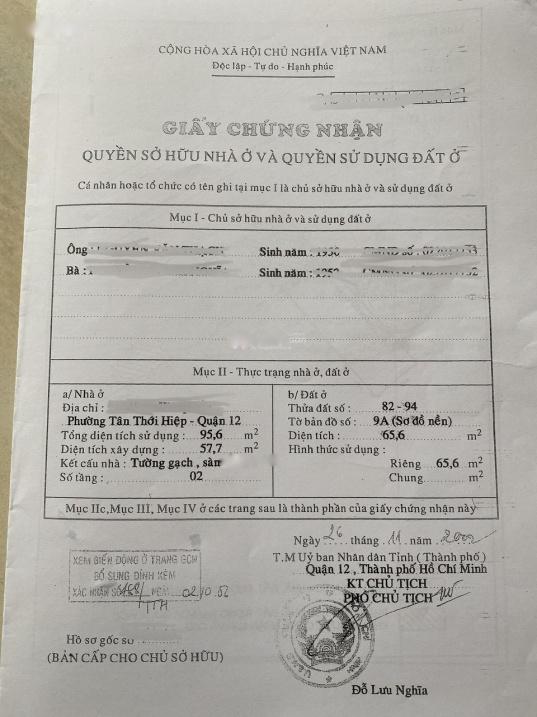 CỘNG HÒA XÃ HỘI CHỦ NGHĨA VIỆT NAM
Độc lập - Tự do - Hạnh phúc
GIẤY CHỨNG NHẬN
QUYỀN SỞ HỮU NHÀ Ở VÀ QUYỀN SỬ DỤNG ĐẤT Ở
Cá nhân hoặc tổ chức có tên ghi tại mục I là chủ sở hữu nhà ở và sử dụng đất ở
Mục I - Chủ sở hữu nhà ở và sử dụng đất ở
Ông Sinh năm :
Bà : Sinh năm :
Mục II - Thực trạng nhà ở, đất ở
a/ Nhà ở
Địa chỉ :
Phường Tân Thới Hiệp - Quận 12
Tổng diện tích sử dụng : 95,6 m2
Diện tích xây dựng : 57,7 m2
Kết cấu nhà : Tường gạch , sàn
Số tầng : 02
b/ Đất ở
Thửa đất số : 82 - 94
Tờ bản đồ số : 9A (Sơ đồ nền)
Diện tích : 65,6 m2
Hình thức sử dụng :
Riêng 65,6 m2
Chung m2
Mục IIc, Mục III, Mục IV ở các trang sau là thành phần của giấy chứng nhận này
Ngày 26 tháng 11 năm 2002
T.M Uỷ ban Nhân dân Tỉnh ( Thành phố )
Quận 12 , Thành phố Hồ Chí Minh
KT CHỦ TỊCH
PHÓ CHỦ TỊCH
XEM BIẾN ĐỘNG Ở TRANG GCN
BỔ SUNG ĐÍNH KÈM
XÁC NHẬN SỐ
Hồ sơ gốc số
(BẢN CẤP CHO CHỦ SỞ HỮU)
Đỗ Lưu Nghĩa